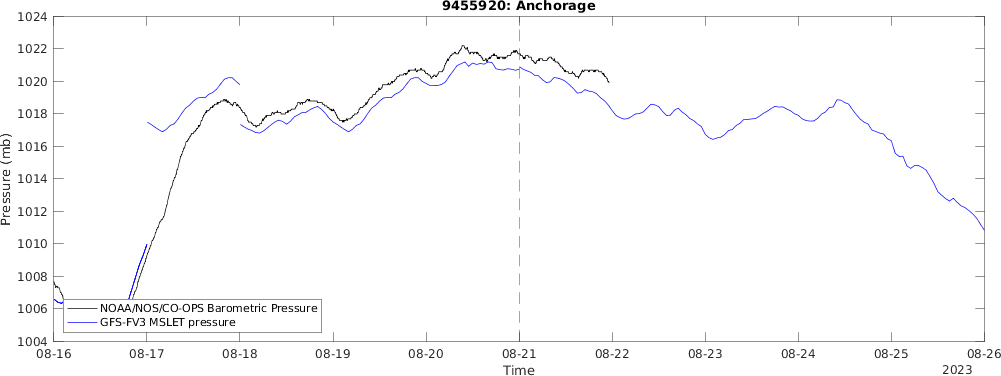 9455920: Anchorage
1024
1022
1020
1018
1016
1014
1012
1010
1008
1006
1004
Pressure (mb)
NOAA/NOS/CO-OPS Barometric Pressure
GFS-FV3 MSLET pressure
08-16 08-17 08-18 08-19 08-20 08-21 08-22 08-23 08-24 08-25 08-26
Time
2023